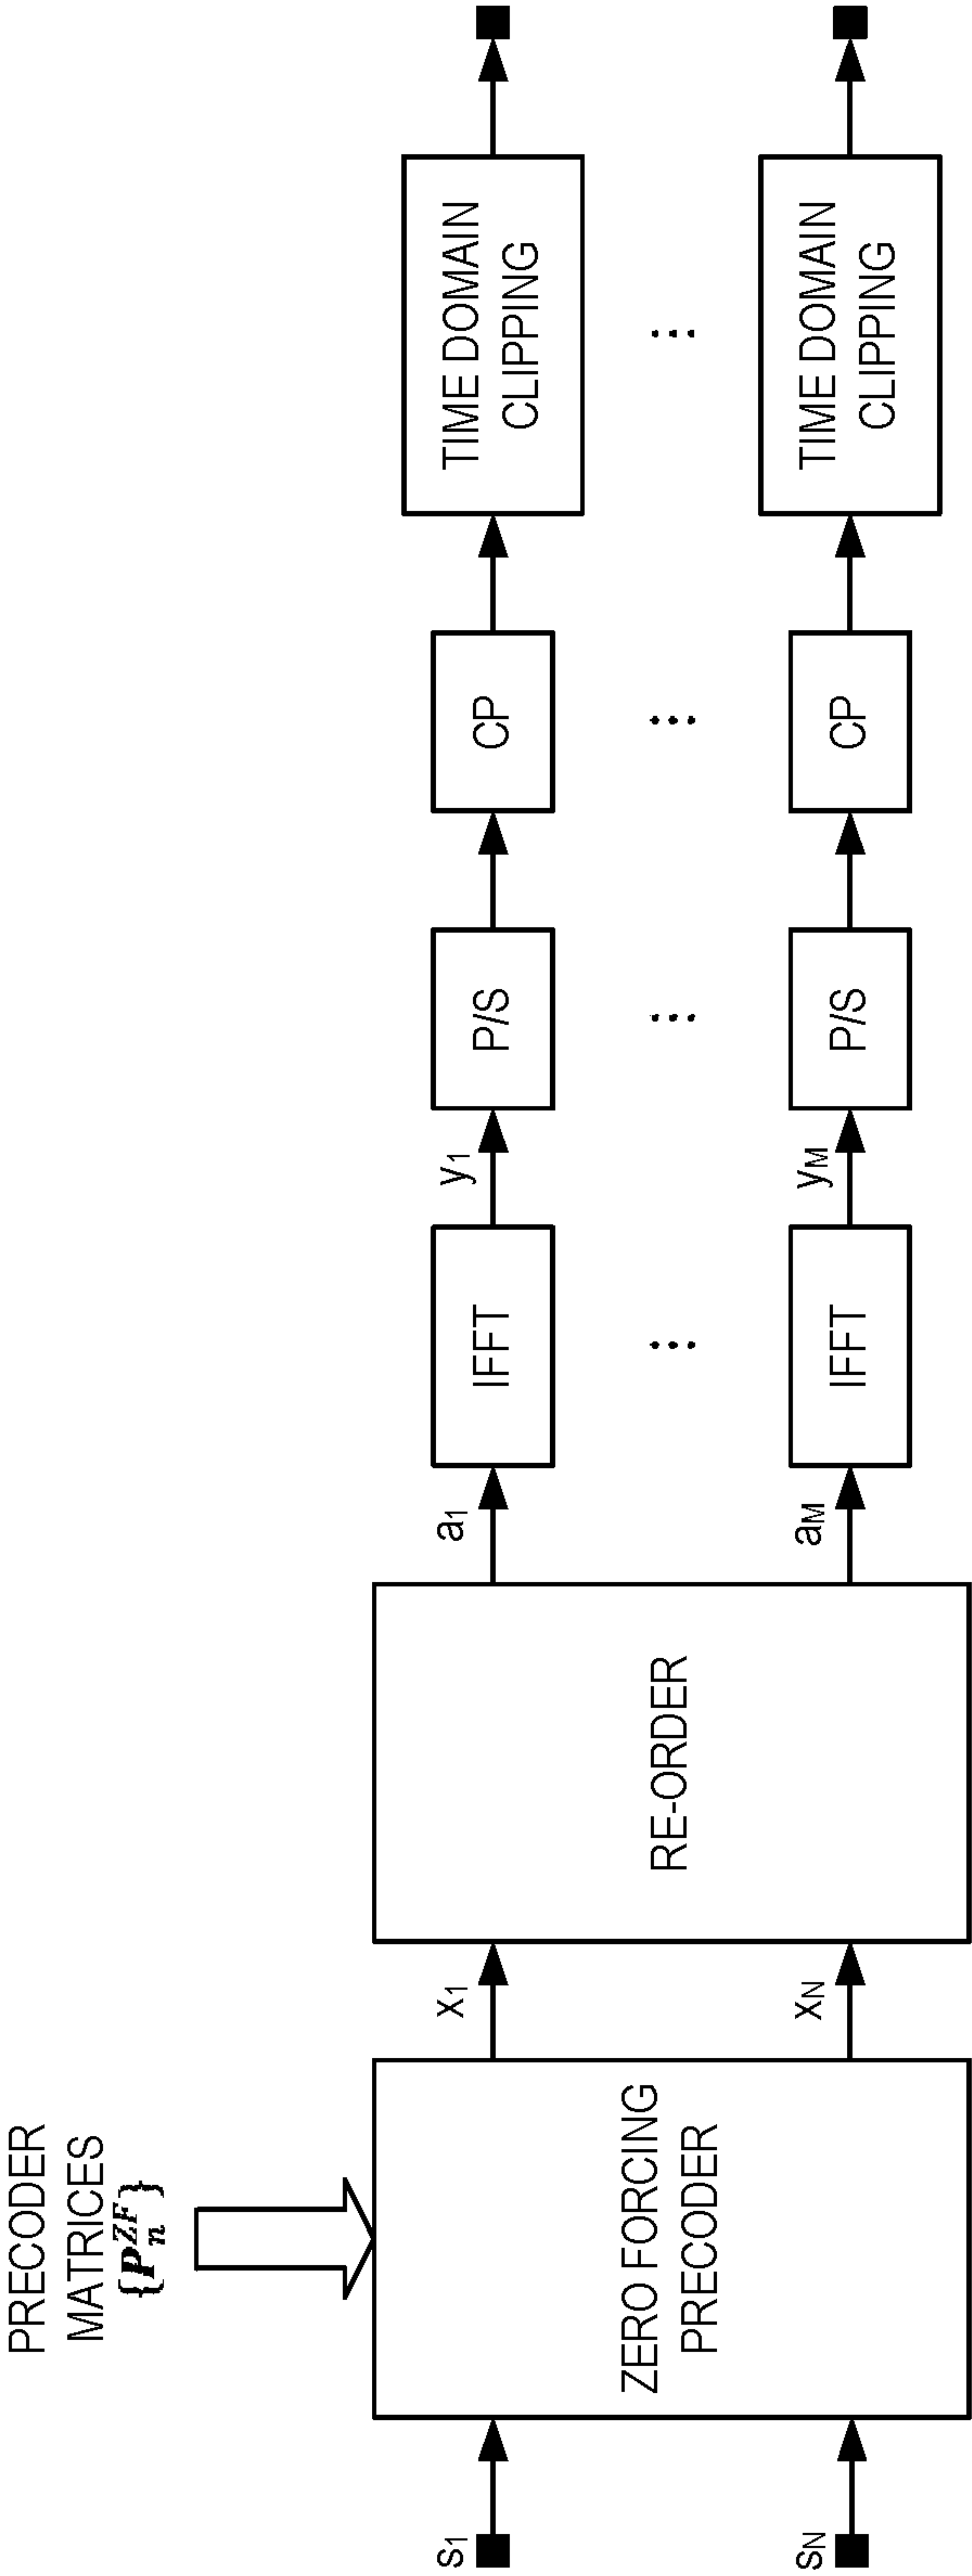 PRECODER
MATRICES
{P_n^ZF}
s1
sN
ZERO FORCING
PRECODER
x1
xN
RE-ORDER
a1
aM
IFFT
⋮
IFFT
y1
yM
P/S
⋮
P/S
CP
⋮
CP
TIME DOMAIN
CLIPPING
⋮
TIME DOMAIN
CLIPPING